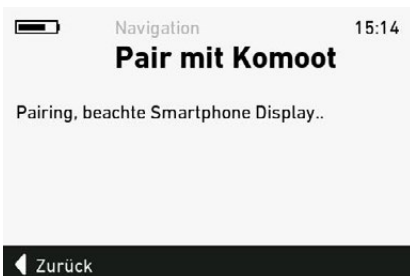 Navigation
15:14
Pair mit Komoot
Pairing, beachte Smartphone Display..
Zurück